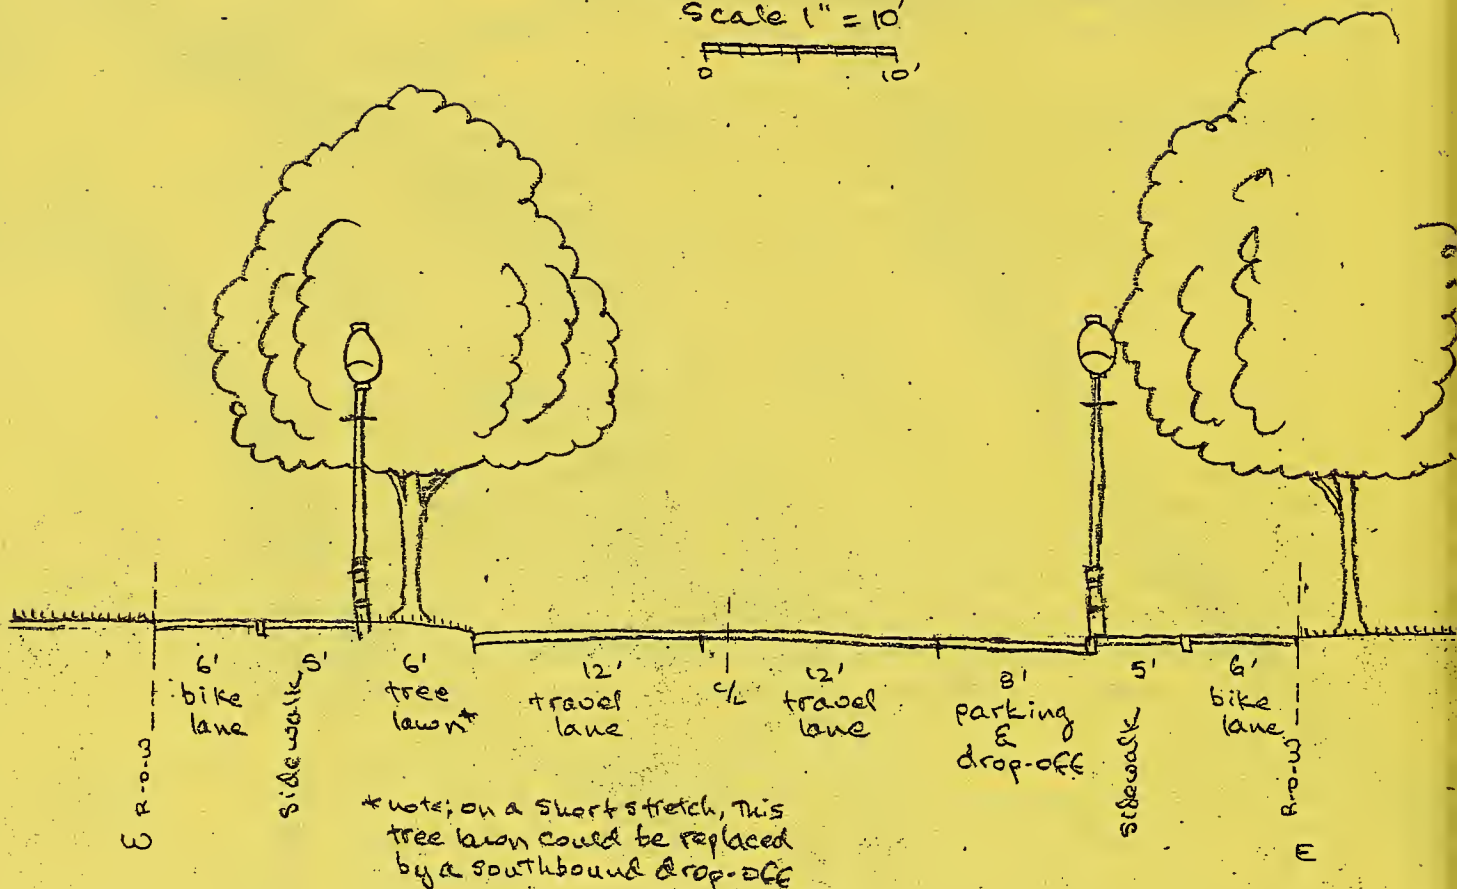 Scale 1" = 10'
0 10'
6' bike lane
5' sidewalk
6' tree lawn*
12' travel lane
C/L
12' travel lane
8' parking & drop-off
5' sidewalk
6' bike lane
W R-O-W
E R-O-W
*note: on a short stretch, this
tree lawn could be replaced
by a southbound drop-off